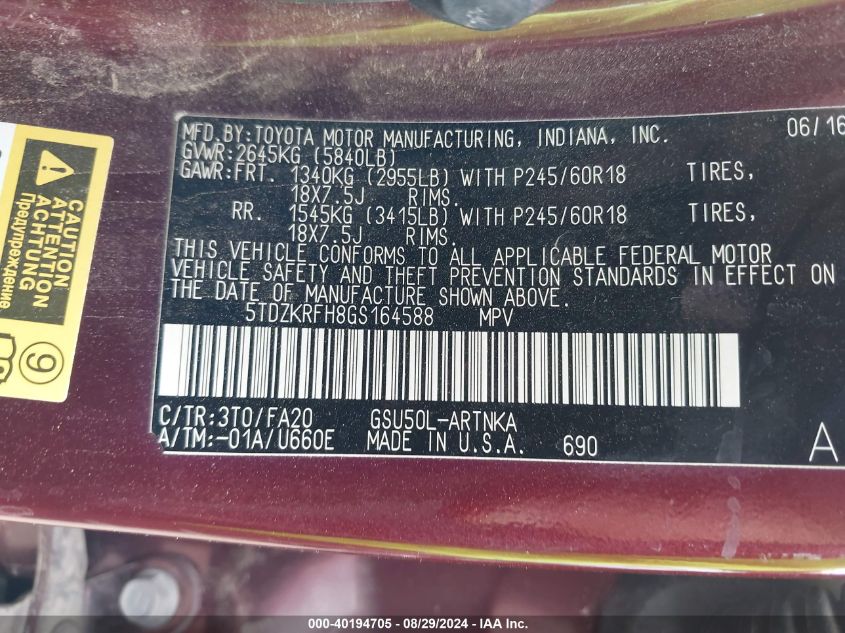 MFD.BY:TOYOTA MOTOR MANUFACTURING, INDIANA, INC. 06/16
GVWR:2645KG (5840LB)
GAWR:FRT. 1340KG (2955LB) WITH P245/60R18 TIRES,
18X7.5J RIMS.
RR. 1545KG (3415LB) WITH P245/60R18 TIRES,
18X7.5J RIMS.
THIS VEHICLE CONFORMS TO ALL APPLICABLE FEDERAL MOTOR
VEHICLE SAFETY AND THEFT PREVENTION STANDARDS IN EFFECT ON
THE DATE OF MANUFACTURE SHOWN ABOVE.
5TDZKRFH8GS164588 MPV
C/TR:3T0/FA20 GSU50L-ARTNKA
A/TM:-01A/U660E MADE IN U.S.A. 690 A
CAUTION
ATTENTION
ACHTUNG
Предупреждение
9
000-40194705 - 08/29/2024 - IAAI.COM